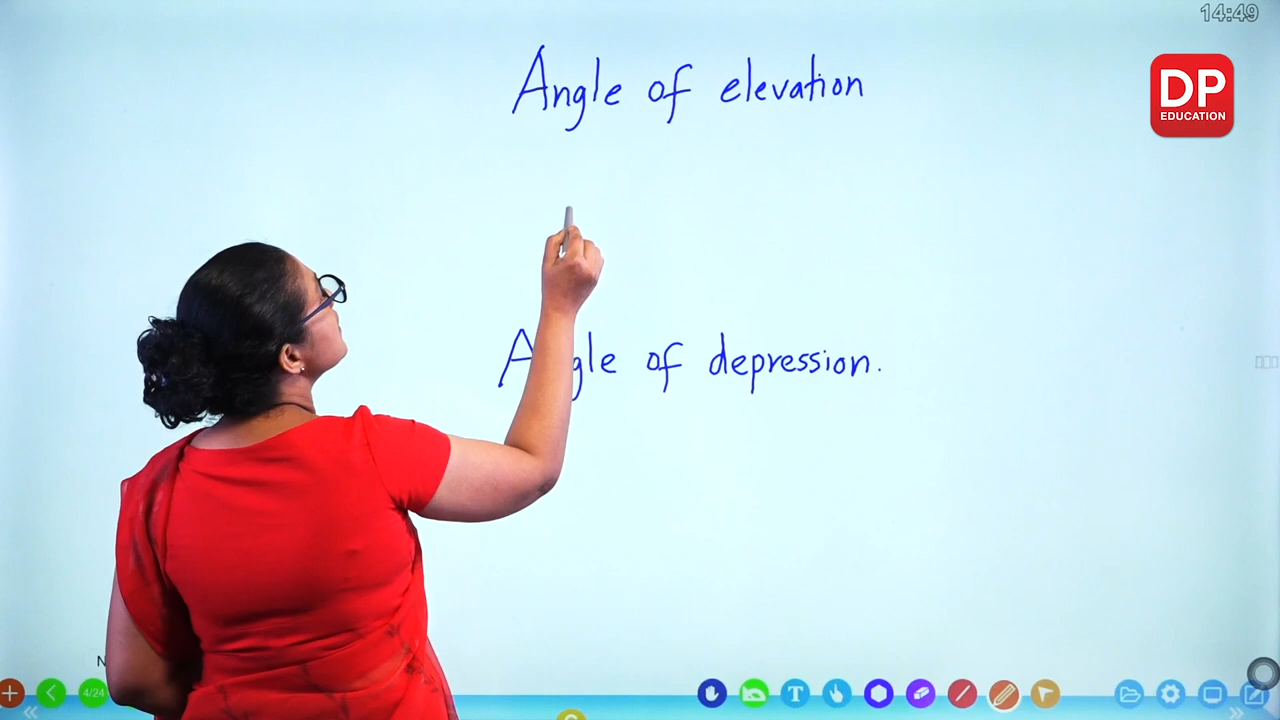 14:49
Angle of elevation
DP
EDUCATION
Angle of depression.
N
4/24
T